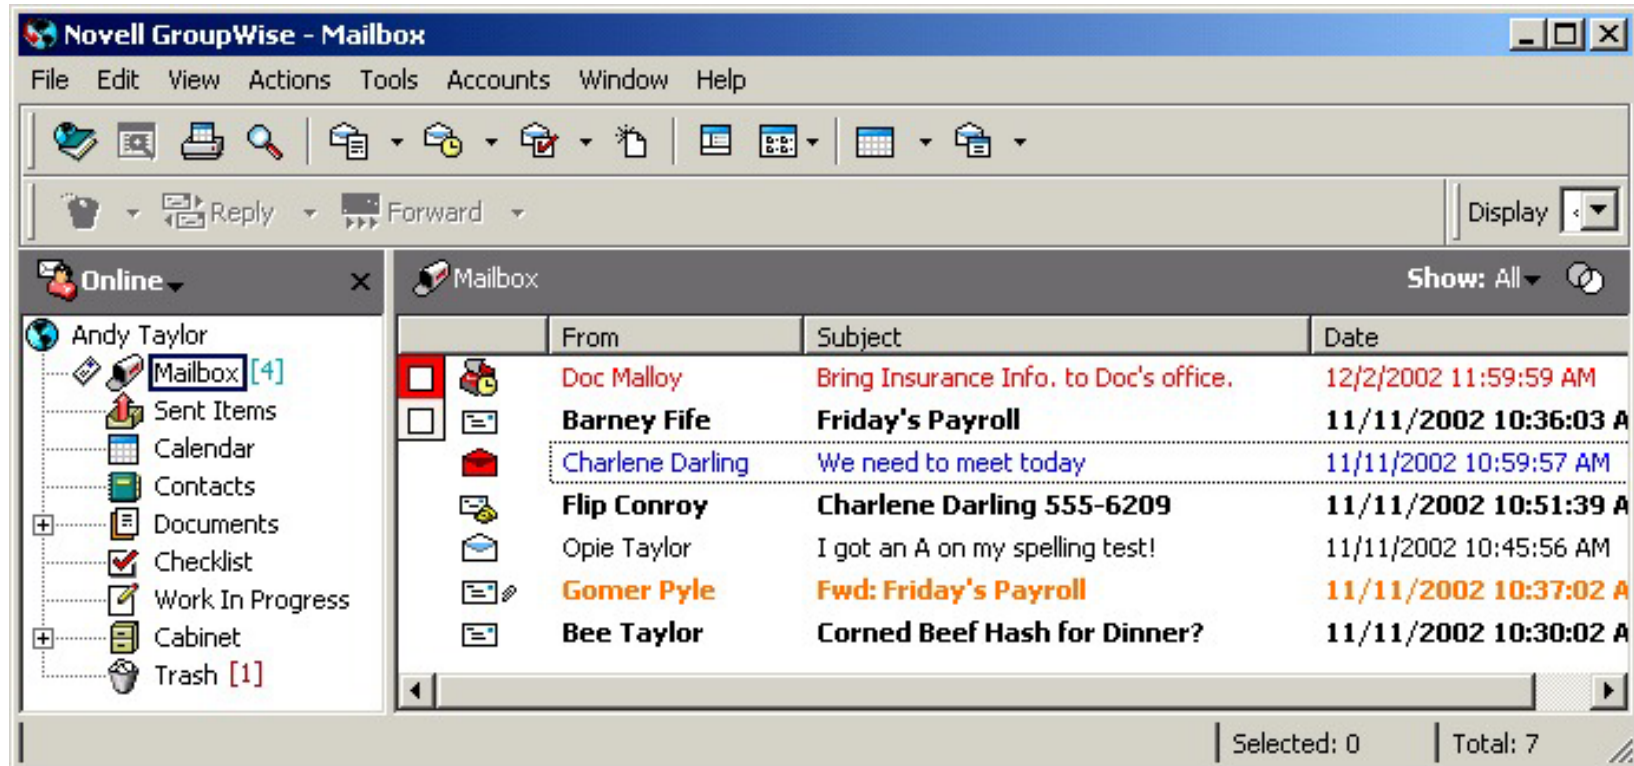 Novell GroupWise - Mailbox
File Edit View Actions Tools Accounts Window Help
Reply Forward Display
Online
Mailbox Show: All
Andy Taylor
Mailbox [4]
Sent Items
Calendar
Contacts
Documents
Checklist
Work In Progress
Cabinet
Trash [1]
From Subject Date
Doc Malloy Bring Insurance Info. to Doc's office. 12/2/2002 11:59:59 AM
Barney Fife Friday's Payroll 11/11/2002 10:36:03 A
Charlene Darling We need to meet today 11/11/2002 10:59:57 AM
Flip Conroy Charlene Darling 555-6209 11/11/2002 10:51:39 A
Opie Taylor I got an A on my spelling test! 11/11/2002 10:45:56 AM
Gomer Pyle Fwd: Friday's Payroll 11/11/2002 10:37:02 A
Bee Taylor Corned Beef Hash for Dinner? 11/11/2002 10:30:02 A
Selected: 0 Total: 7